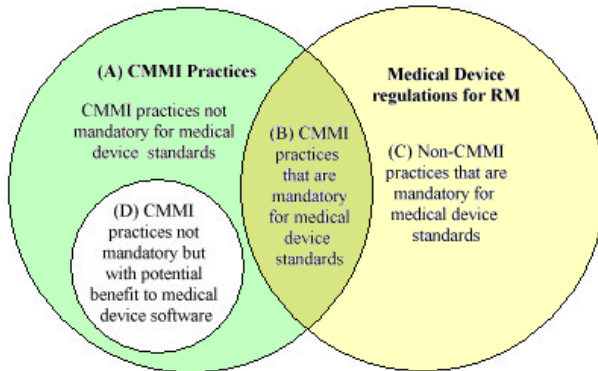 (A) CMMI Practices
CMMI practices not
mandatory for medical
device standards
(D) CMMI
practices not
mandatory but
with potential
benefit to medical
device software
(B) CMMI
practices
that are
mandatory
for medical
device
standards
Medical Device
regulations for RM
(C) Non-CMMI
practices that are
mandatory for
medical device
standards